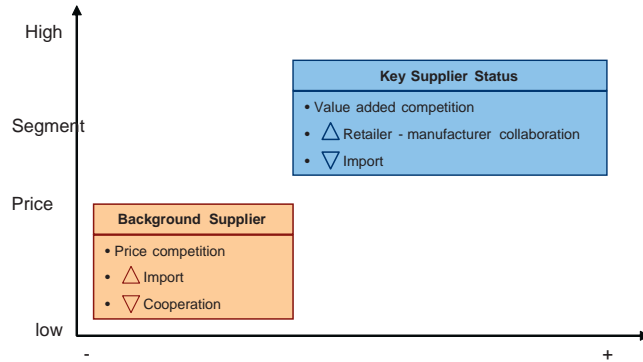 High
Key Supplier Status
• Value added competition
Segment
• △ Retailer - manufacturer collaboration
• ▽ Import
Price
Background Supplier
• Price competition
• △ Import
• ▽ Cooperation
low
- +